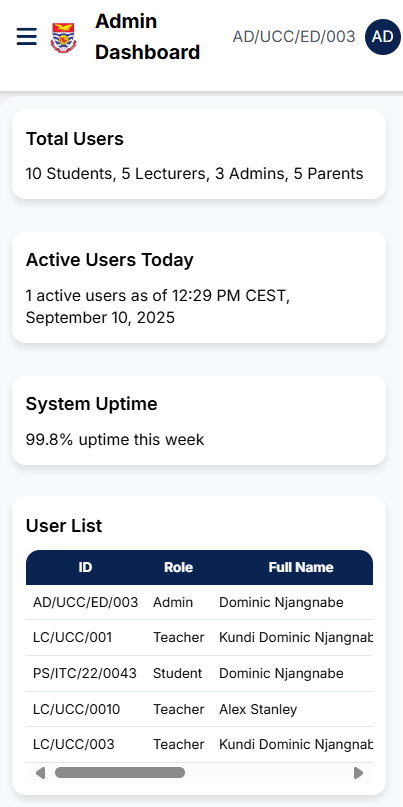 Admin
Dashboard
AD/UCC/ED/003
AD
Total Users
10 Students, 5 Lecturers, 3 Admins, 5 Parents
Active Users Today
1 active users as of 12:29 PM CEST,
September 10, 2025
System Uptime
99.8% uptime this week
User List
ID Role Full Name
AD/UCC/ED/003 Admin Dominic Njangnabe
LC/UCC/001 Teacher Kundi Dominic Njangnab
PS/ITC/22/0043 Student Dominic Njangnabe
LC/UCC/0010 Teacher Alex Stanley
LC/UCC/003 Teacher Kundi Dominic Njangnab